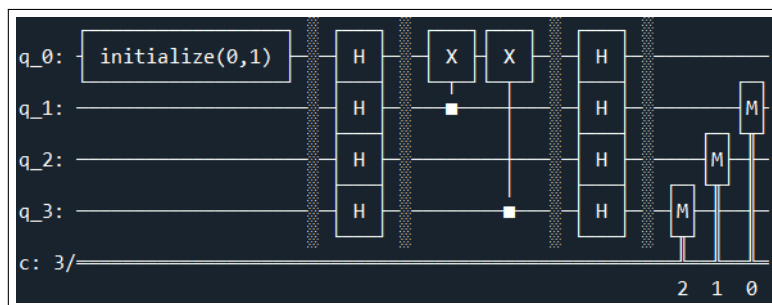 q_0: initialize(0,1) H X X H
q_1: H H M
q_2: H H M
q_3: H H M
c: 3/
2 1 0